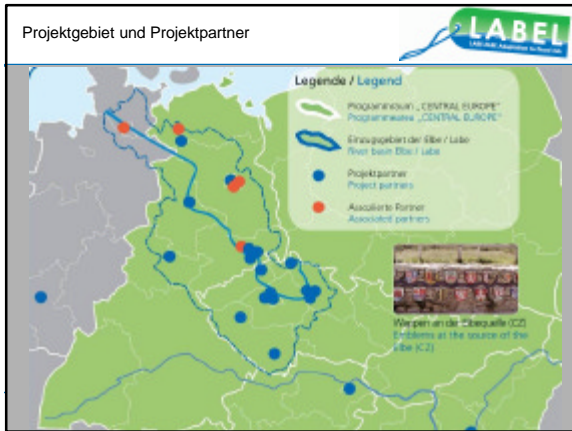 Projektgebiet und Projektpartner
LABEL
Legende / Legend
Programmraum „CENTRAL EUROPE“
Programmearea „CENTRAL EUROPE“
Einzugsgebiet der Elbe / Labe
River basin Elbe / Labe
Projektpartner
Project partners
Assoziierte Partner
Associated partners
Wappen an der Elbequelle (CZ)
Emblems at the source of the
Elbe (CZ)